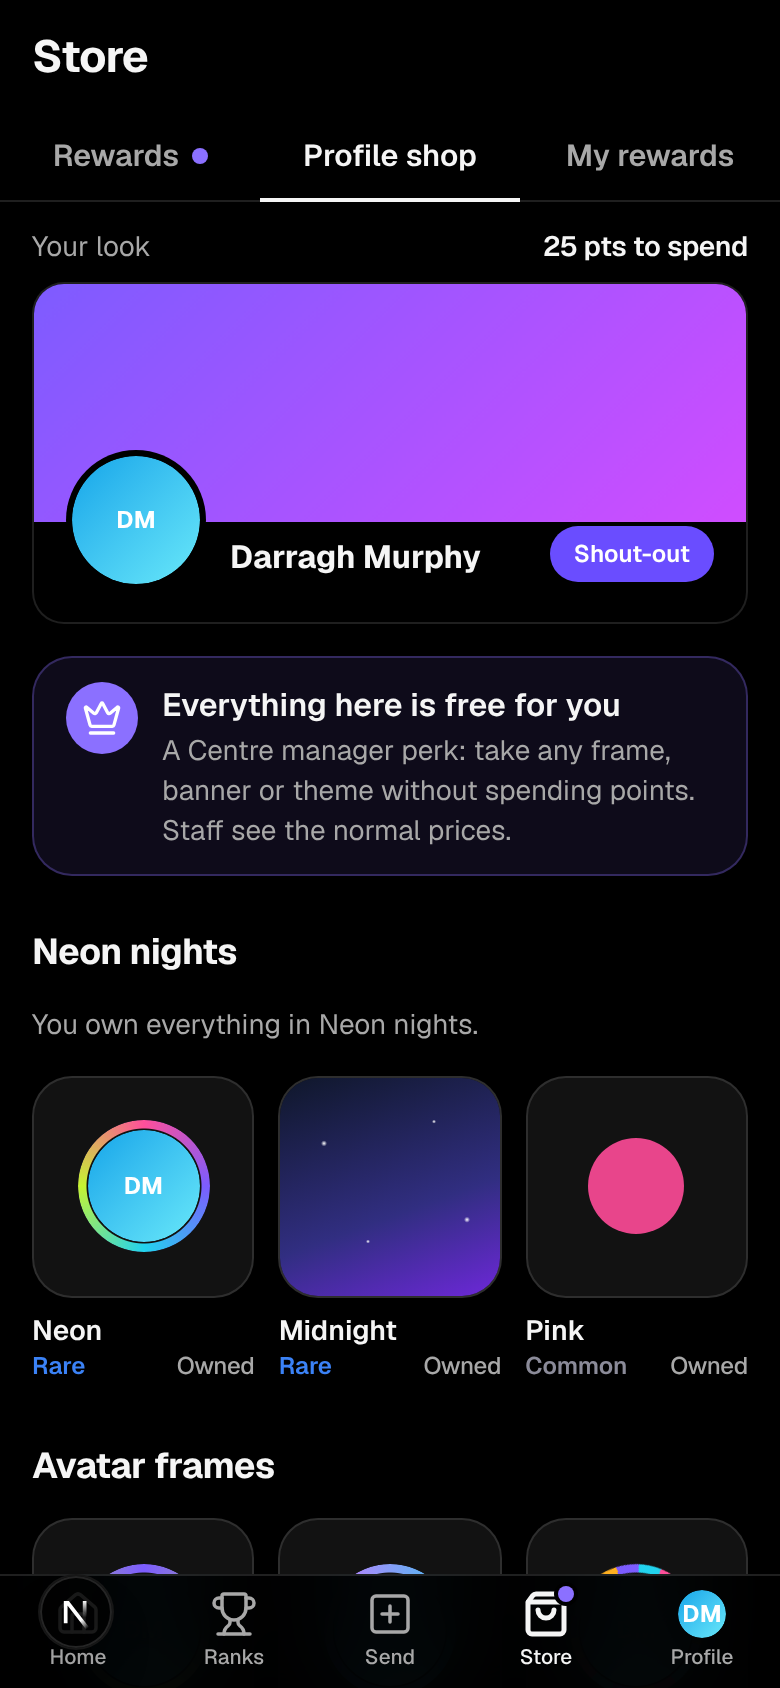 Store
Rewards
Profile shop
My rewards
Your look
25 pts to spend
DM
Darragh Murphy
Shout-out
Everything here is free for you
A Centre manager perk: take any frame,
banner or theme without spending points.
Staff see the normal prices.
Neon nights
You own everything in Neon nights.
DM
Neon
Rare
Owned
Midnight
Rare
Owned
Pink
Common
Owned
Avatar frames
N
Home
Ranks
Send
Store
DM
Profile